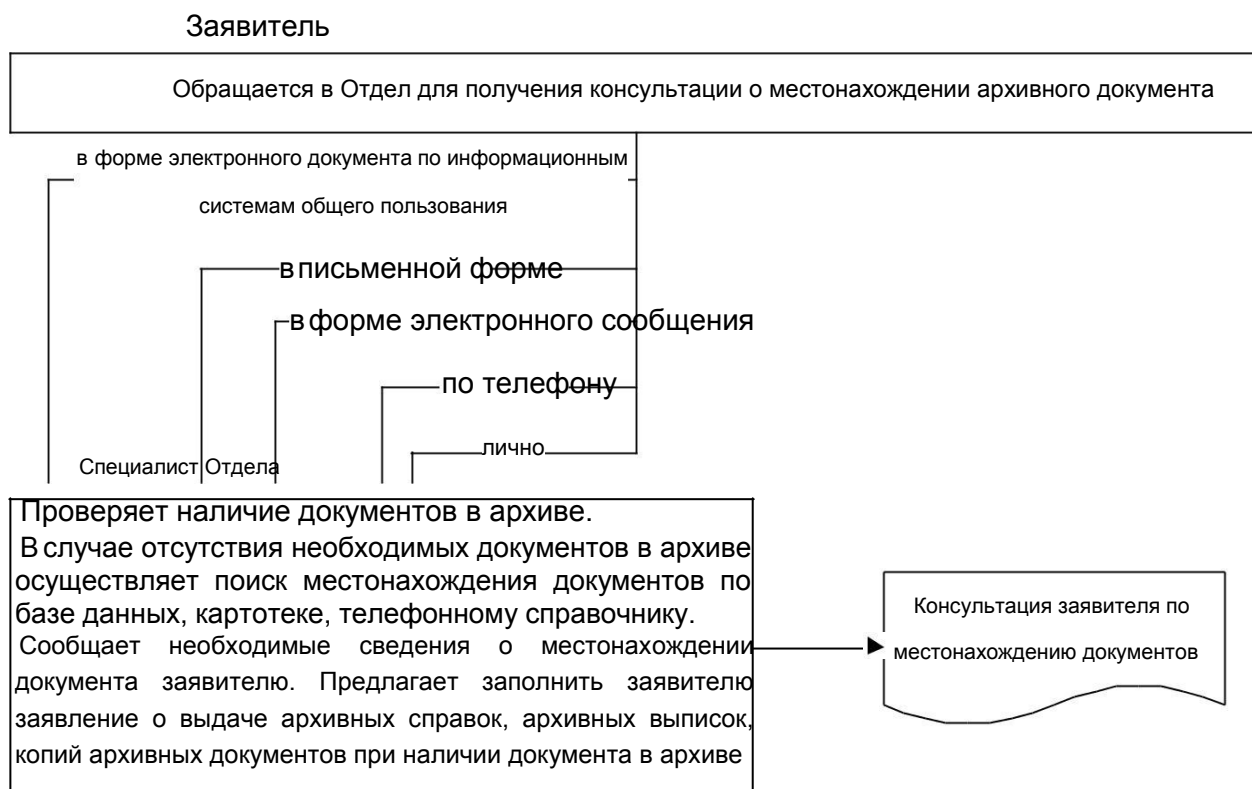 Заявитель
Обращается в Отдел для получения консультации о местонахождении архивного документа
в форме электронного документа по информационным
системам общего пользования
в письменной форме
в форме электронного сообщения
по телефону
лично
Специалист Отдела
Проверяет наличие документов в архиве.
В случае отсутствия необходимых документов в архиве
осуществляет поиск местонахождения документов по
базе данных, картотеке, телефонному справочнику.
Сообщает необходимые сведения о местонахождении
документа заявителю. Предлагает заполнить заявителю
заявление о выдаче архивных справок, архивных выписок,
копий архивных документов при наличии документа в архиве
Консультация заявителя по
местонахождению документов